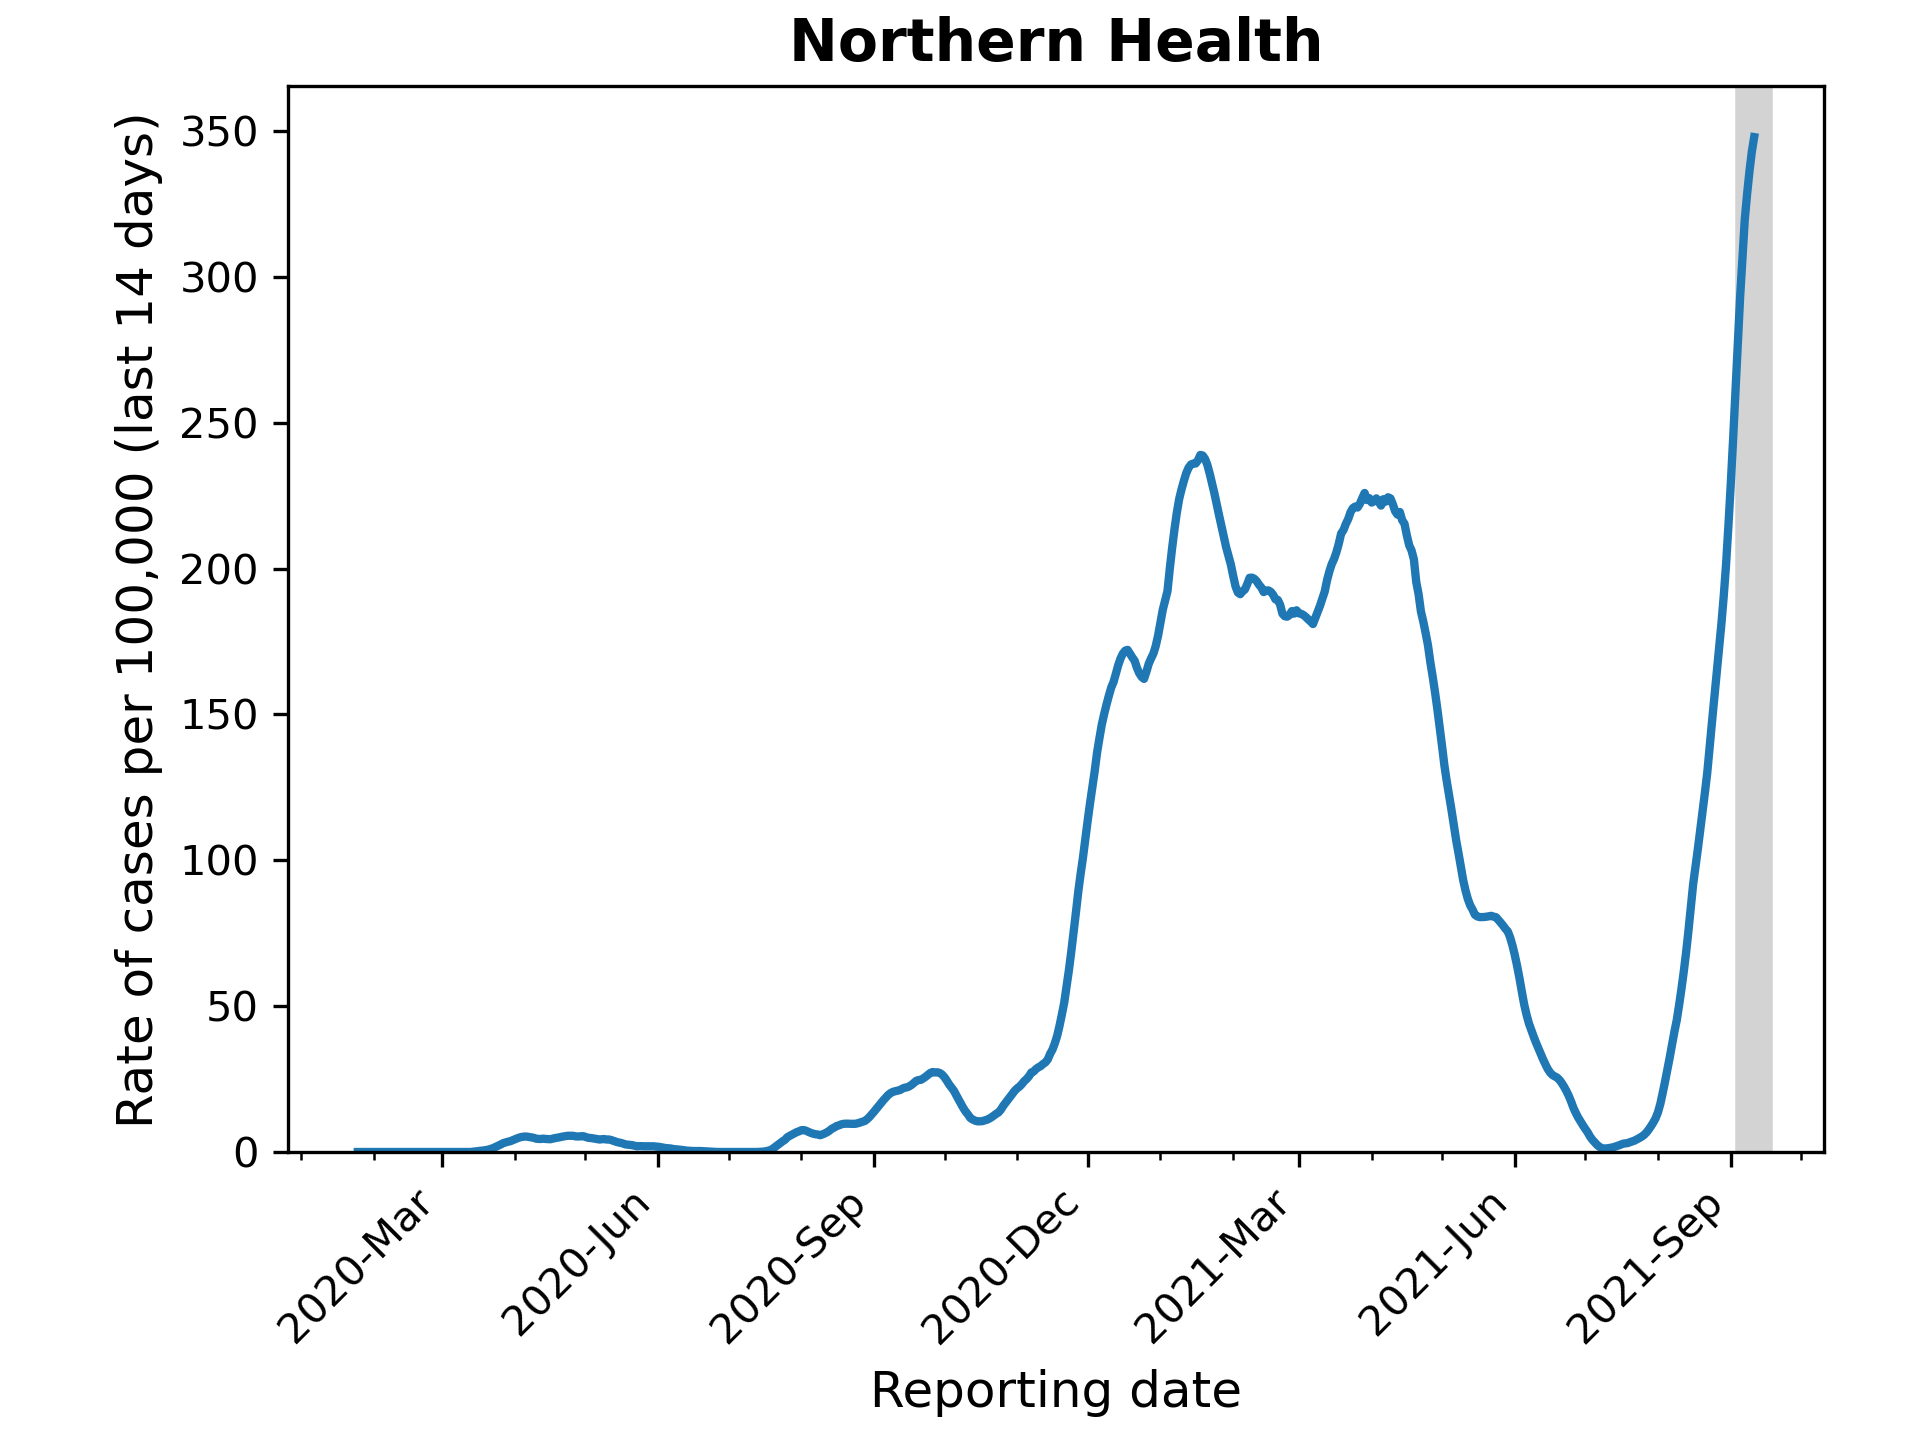 Northern Health
Rate of cases per 100,000 (last 14 days)
350
300
250
200
150
100
50
0
2020-Mar
2020-Jun
2020-Sep
2020-Dec
2021-Mar
2021-Jun
2021-Sep
Reporting date